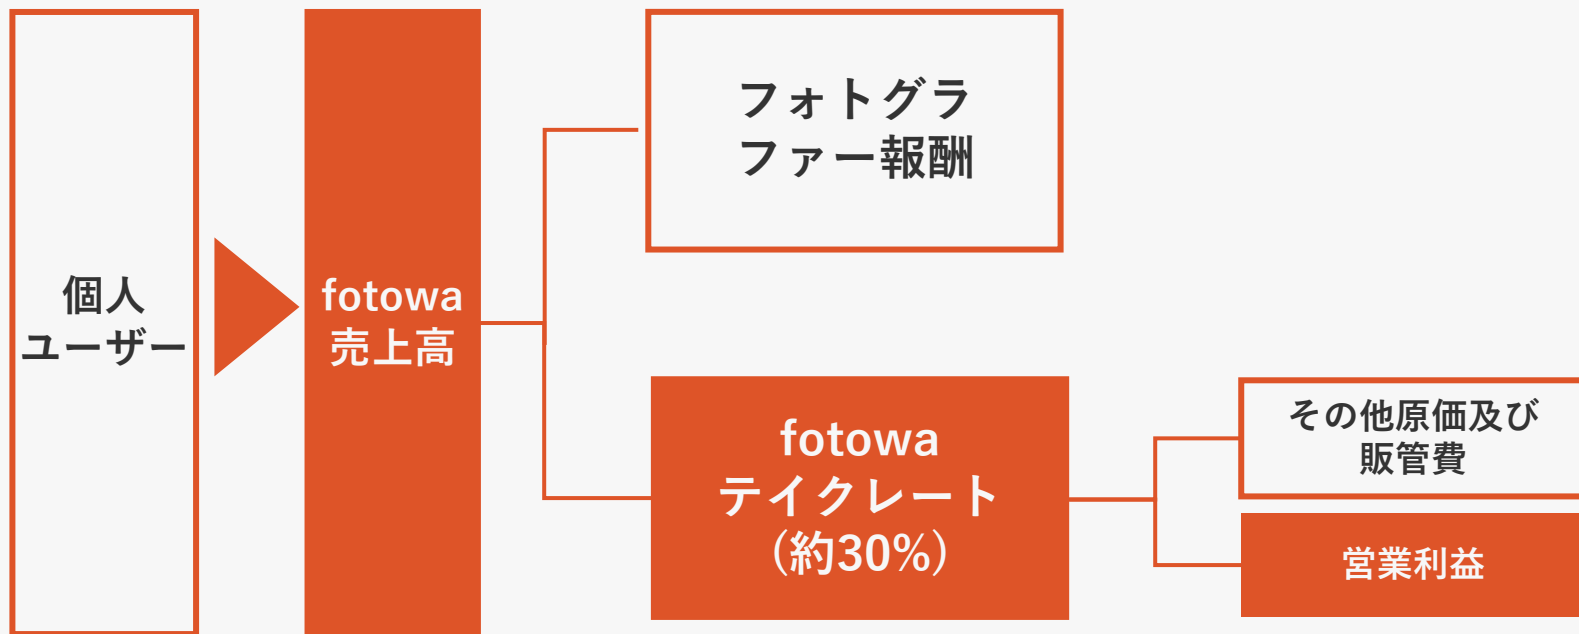 個人
ユーザー
fotowa
売上高
フォトグラ
ファー報酬
fotowa
テイクレート
(約30%)
その他原価及び
販管費
営業利益